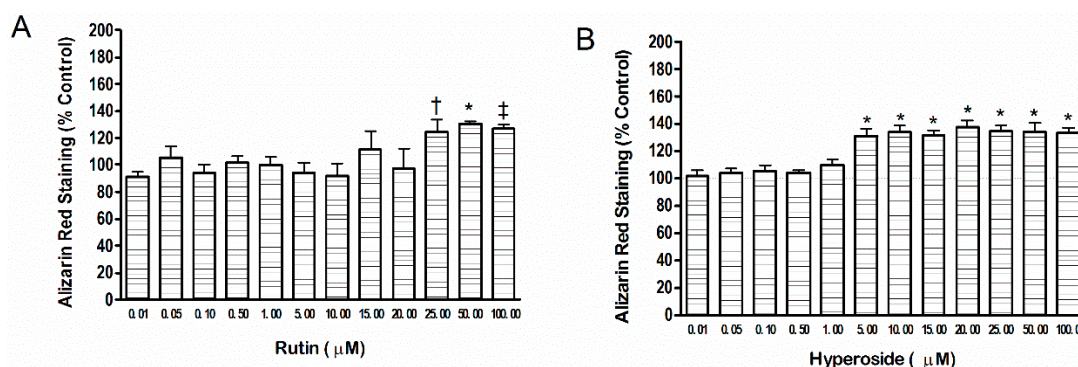 A
Alizarin Red Staining (% Control)
200
180
160
140
120
100
80
60
40
20
0
† * ‡
0.01 0.05 0.10 0.50 1.00 5.00 10.00 15.00 20.00 25.00 50.00 100.00
Rutin ( μM)
B
Alizarin Red Staining (% Control)
200
180
160
140
120
100
80
60
40
20
0
* * * * * * *
0.01 0.05 0.10 0.50 1.00 5.00 10.00 15.00 20.00 25.00 50.00 100.0
Hyperoside ( μM)